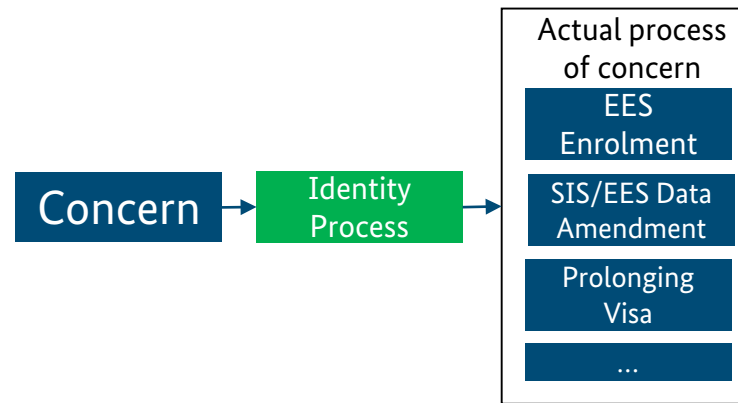 Actual process
of concern
EES
Enrolment
Concern
Identity
Process
SIS/EES Data
Amendment
Prolonging
Visa
...